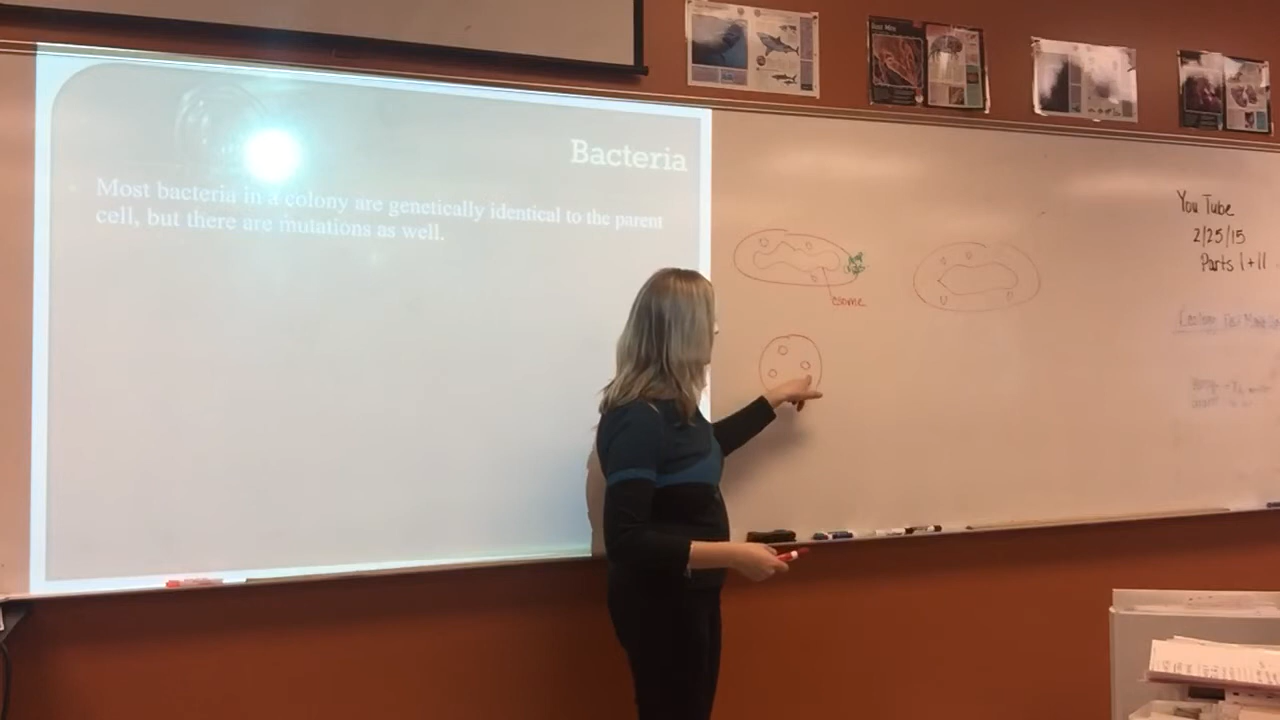 Bacteria
Most bacteria in a colony are genetically identical to the parent
cell, but there are mutations as well.
You Tube
2/25/15
Parts I + II